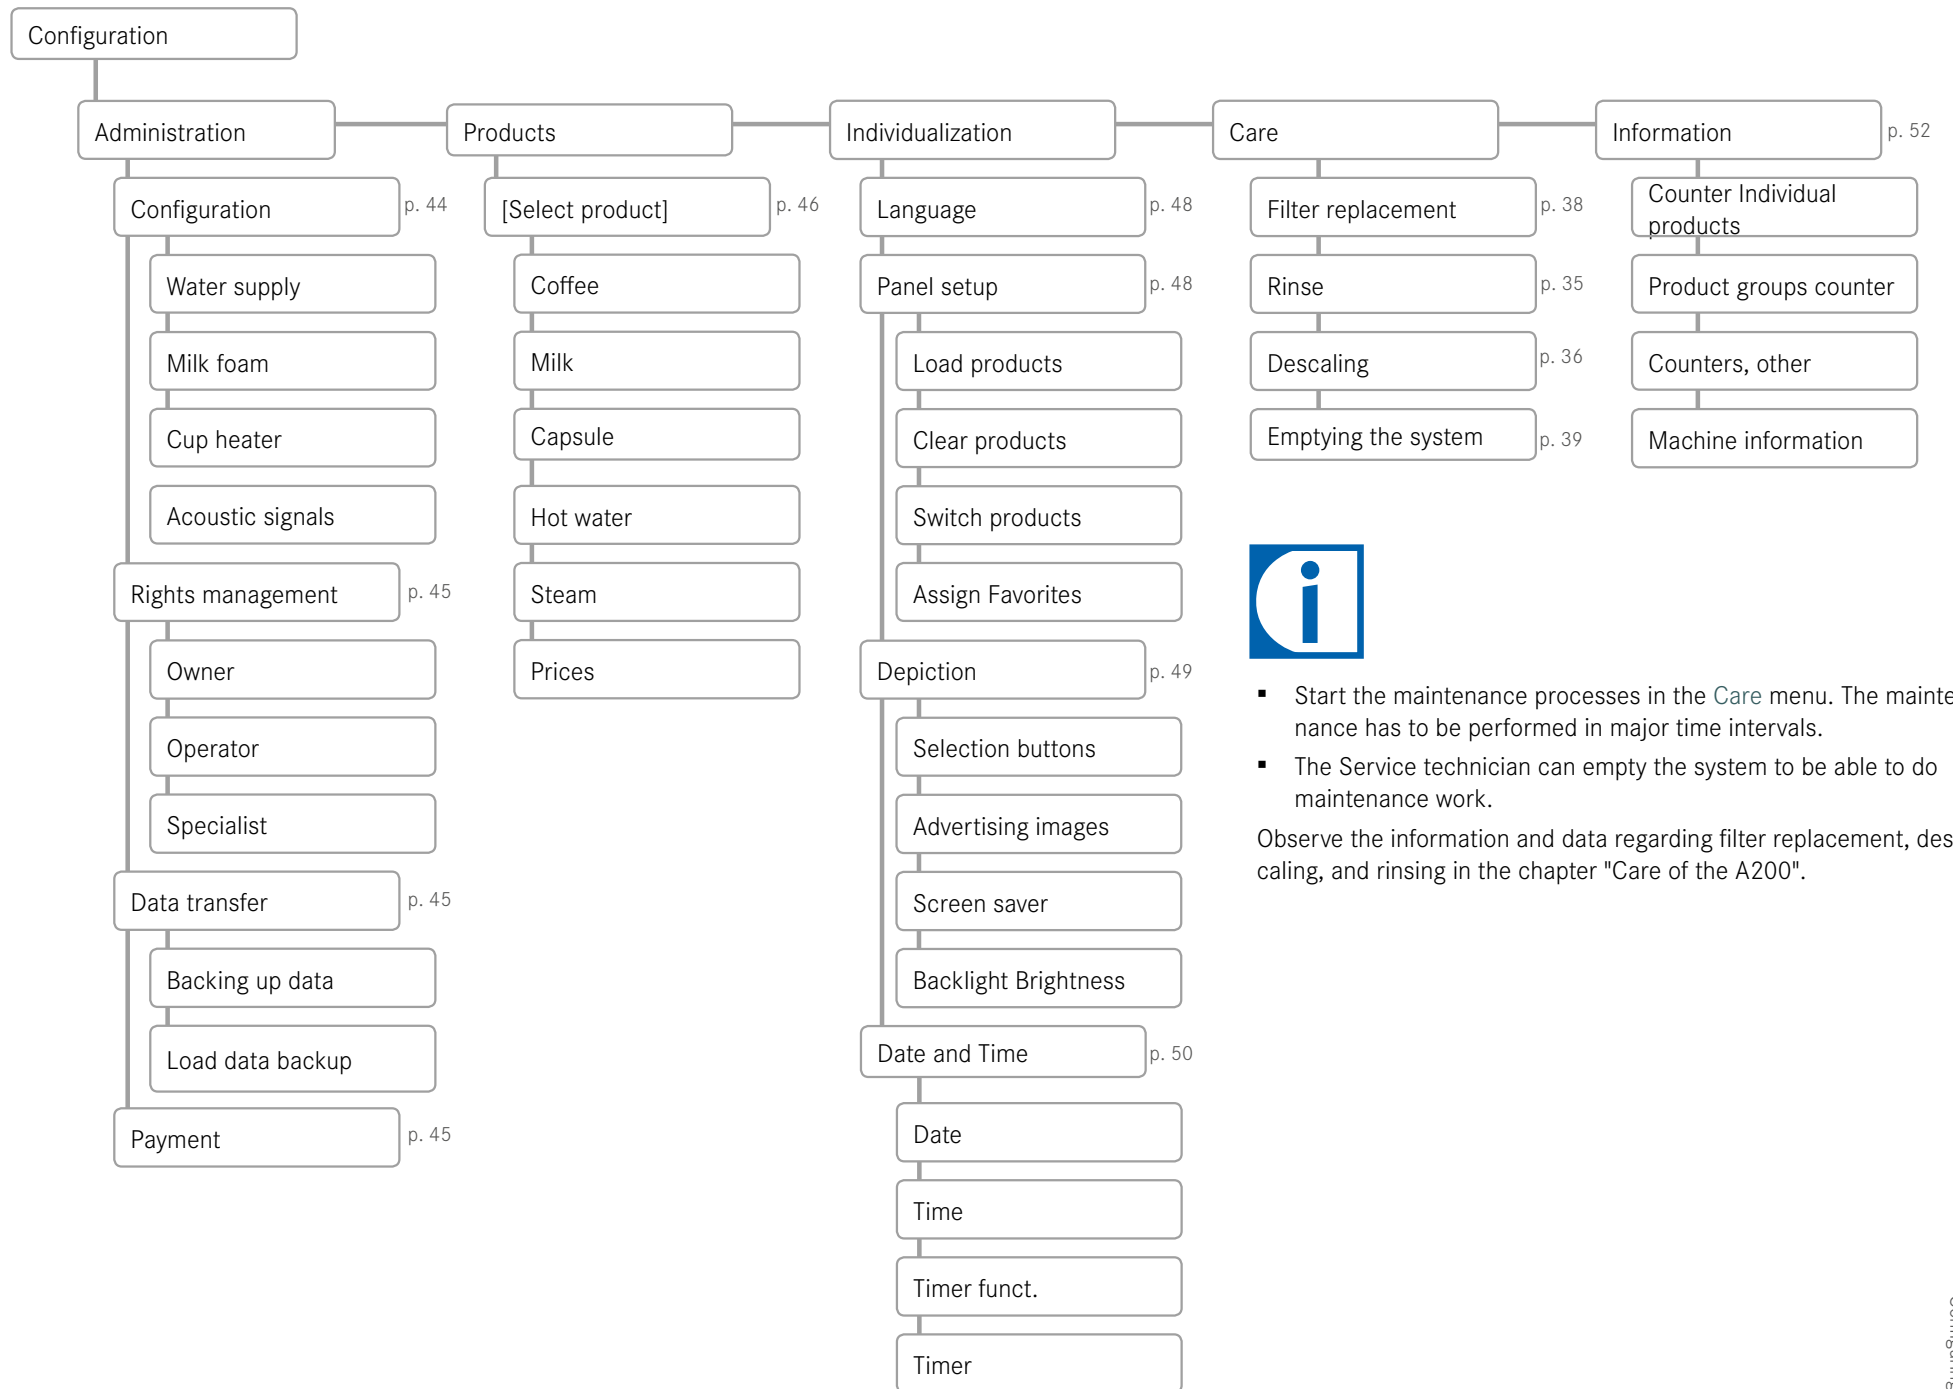 Configuration
Administration
Products
Individualization
Care
Information
p. 52
Configuration
p. 44
Water supply
Milk foam
Cup heater
Acoustic signals
Rights management
p. 45
Owner
Operator
Specialist
Data transfer
p. 45
Backing up data
Load data backup
Payment
p. 45
[Select product]
p. 46
Coffee
Milk
Capsule
Hot water
Steam
Prices
Language
p. 48
Panel setup
p. 48
Load products
Clear products
Switch products
Assign Favorites
Depiction
p. 49
Selection buttons
Advertising images
Screen saver
Backlight Brightness
Date and Time
p. 50
Date
Time
Timer funct.
Timer
Filter replacement
p. 38
Rinse
p. 35
Descaling
p. 36
Emptying the system
p. 39
Counter Individual
products
Product groups counter
Counters, other
Machine information
i
▪ Start the maintenance processes in the Care menu. The mainte
nance has to be performed in major time intervals.
▪ The Service technician can empty the system to be able to do
maintenance work.
Observe the information and data regarding filter replacement, des
caling, and rinsing in the chapter "Care of the A200".